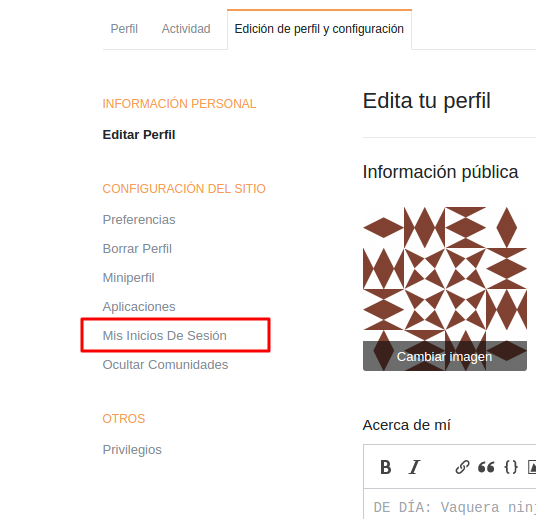 Perfil Actividad Edición de perfil y configuración
INFORMACIÓN PERSONAL
Editar Perfil
CONFIGURACIÓN DEL SITIO
Preferencias
Borrar Perfil
Miniperfil
Aplicaciones
Mis Inicios De Sesión
Ocultar Comunidades
OTROS
Privilegios
Edita tu perfil
Información pública
Cambiar imagen
Acerca de mí
B I {}
DE DÍA: Vaquera nin